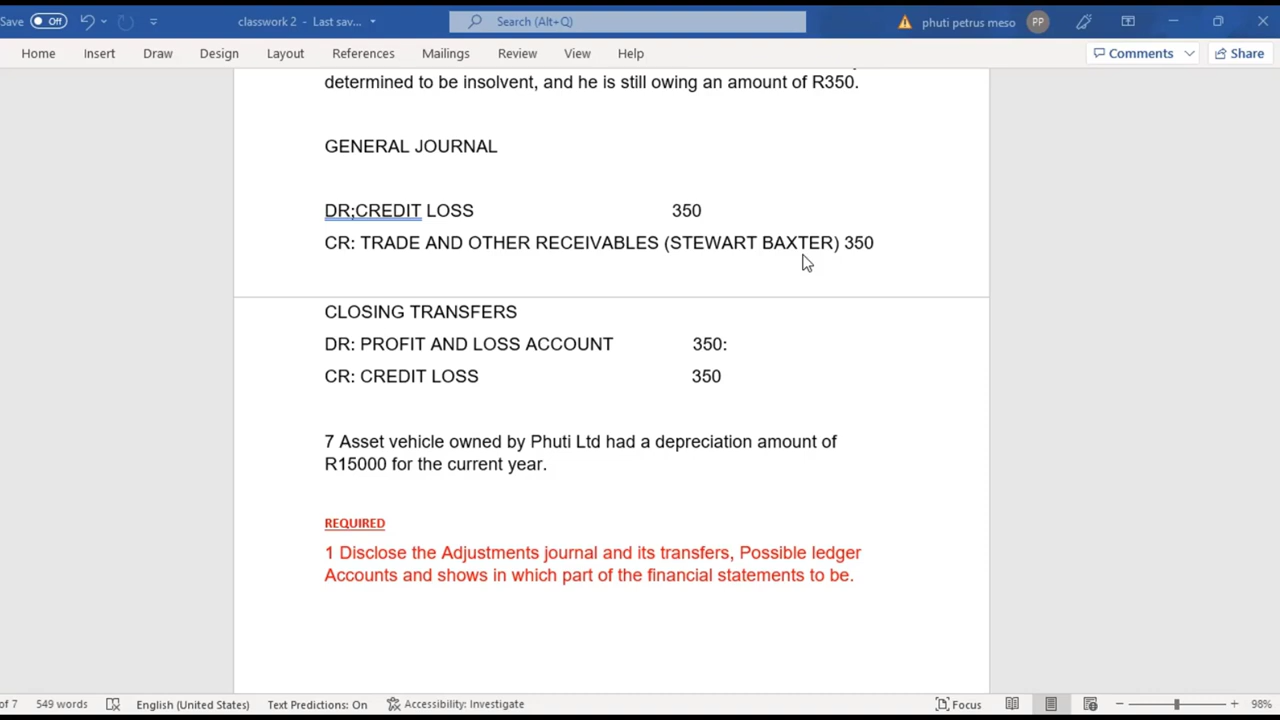 Save Off classwork 2 - Last sav... Search (Alt+Q) phuti petrus meso PP
Home Insert Draw Design Layout References Mailings Review View Help Comments Share
determined to be insolvent, and he is still owing an amount of R350.
GENERAL JOURNAL
DR;CREDIT LOSS 350
CR: TRADE AND OTHER RECEIVABLES (STEWART BAXTER) 350
CLOSING TRANSFERS
DR: PROFIT AND LOSS ACCOUNT 350:
CR: CREDIT LOSS 350
7 Asset vehicle owned by Phuti Ltd had a depreciation amount of
R15000 for the current year.
REQUIRED
1 Disclose the Adjustments journal and its transfers, Possible ledger
Accounts and shows in which part of the financial statements to be.
of 7 549 words English (United States) Text Predictions: On Accessibility: Investigate Focus 98%